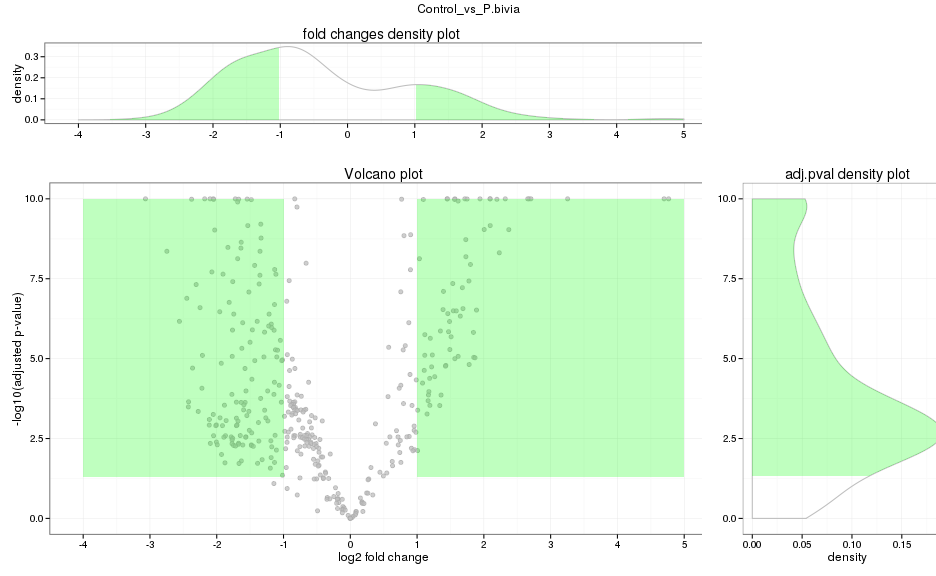 Control_vs_P.bivia
fold changes density plot
density
0.3
0.2
0.1
0.0
-4 -3 -2 -1 0 1 2 3 4 5
Volcano plot
-log10(adjusted p-value)
10.0
7.5
5.0
2.5
0.0
-4 -3 -2 -1 0 1 2 3 4 5
log2 fold change
adj.pval density plot
10.0
7.5
5.0
2.5
0.0
0.00 0.05 0.10 0.15
density